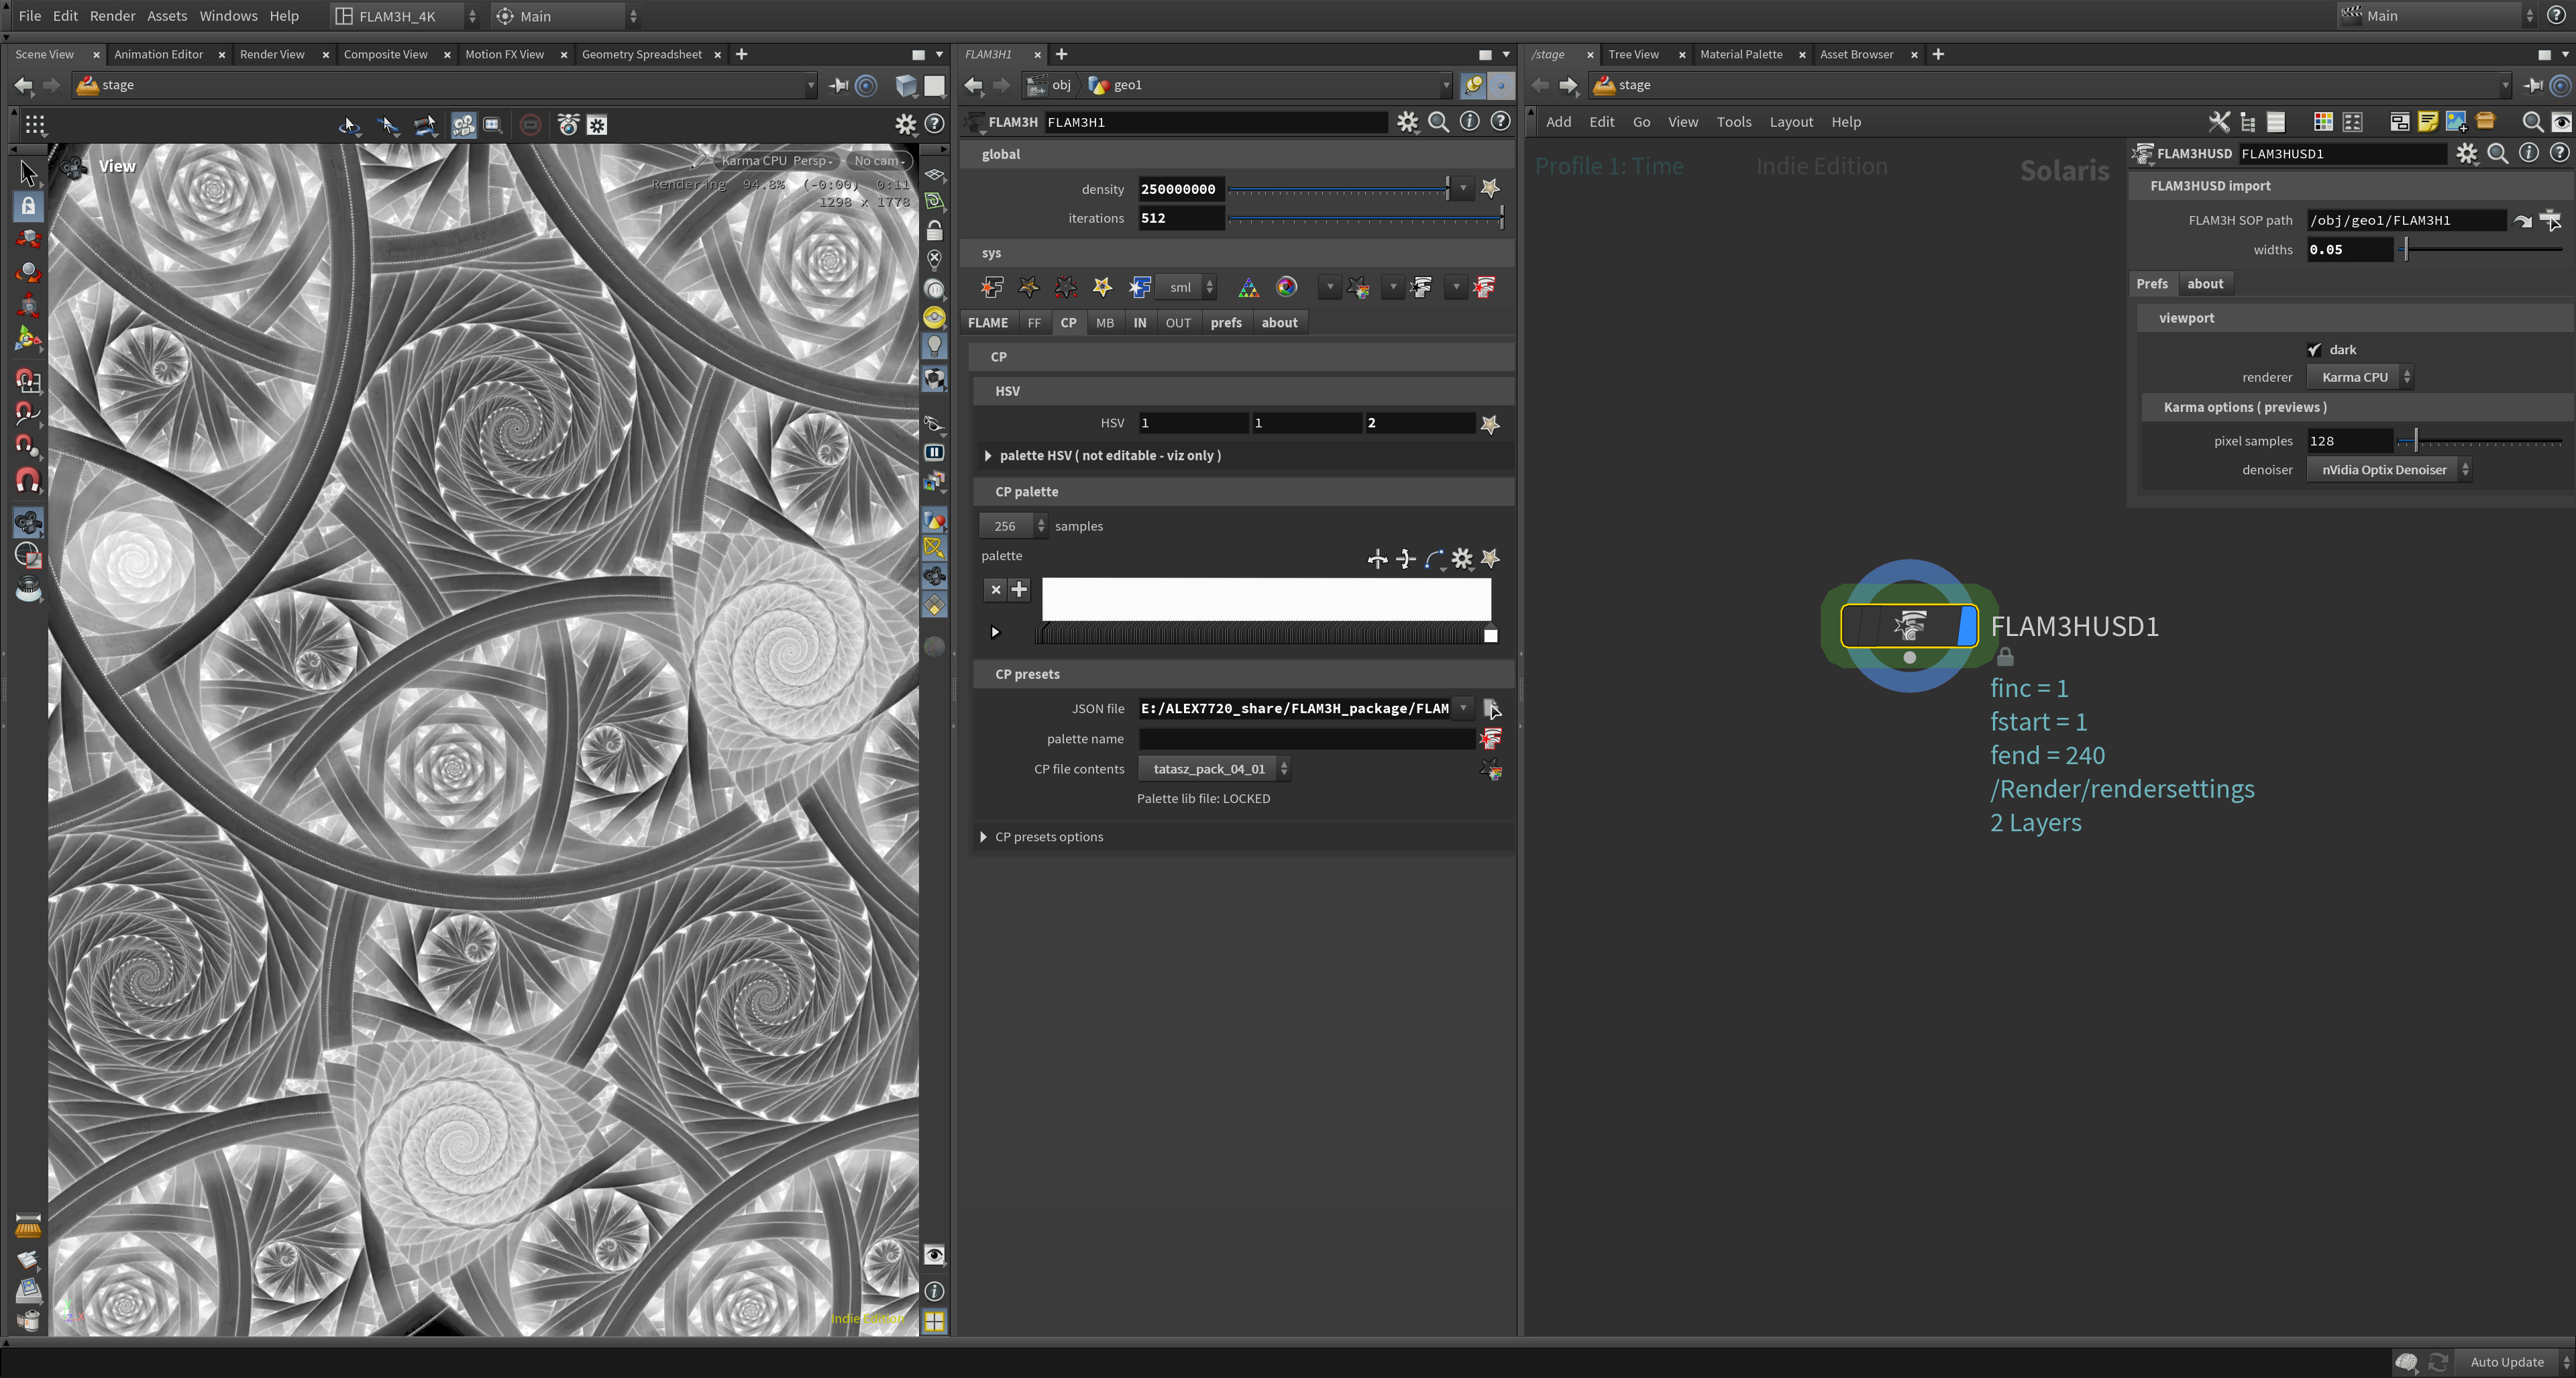 File Edit Render Assets Windows Help FLAM3H_4K Main Main
Scene View Animation Editor Render View Composite View Motion FX View Geometry Spreadsheet
stage
View
Karma CPU Persp No cam
Rendering 94.8% (-0:00) 0:11
1298 x 1778
Indie Edition
FLAM3H1
obj geo1
FLAM3H FLAM3H1
global
density 250000000
iterations 512
sys
sml
FLAME FF CP MB IN OUT prefs about
CP
HSV
HSV 1 1 2
palette HSV ( not editable - viz only )
CP palette
256 samples
palette
CP presets
JSON file E:/ALEX7720_share/FLAM3H_package/FLAM
palette name
CP file contents tatasz_pack_04_01
Palette lib file: LOCKED
CP presets options
/stage Tree View Material Palette Asset Browser
stage
Add Edit Go View Tools Layout Help
Profile 1: Time Indie Edition Solaris
FLAM3HUSD FLAM3HUSD1
FLAM3HUSD import
FLAM3H SOP path /obj/geo1/FLAM3H1
widths 0.05
Prefs about
viewport
dark
renderer Karma CPU
Karma options ( previews )
pixel samples 128
denoiser nVidia Optix Denoiser
FLAM3HUSD1
finc = 1
fstart = 1
fend = 240
/Render/rendersettings
2 Layers
Auto Update